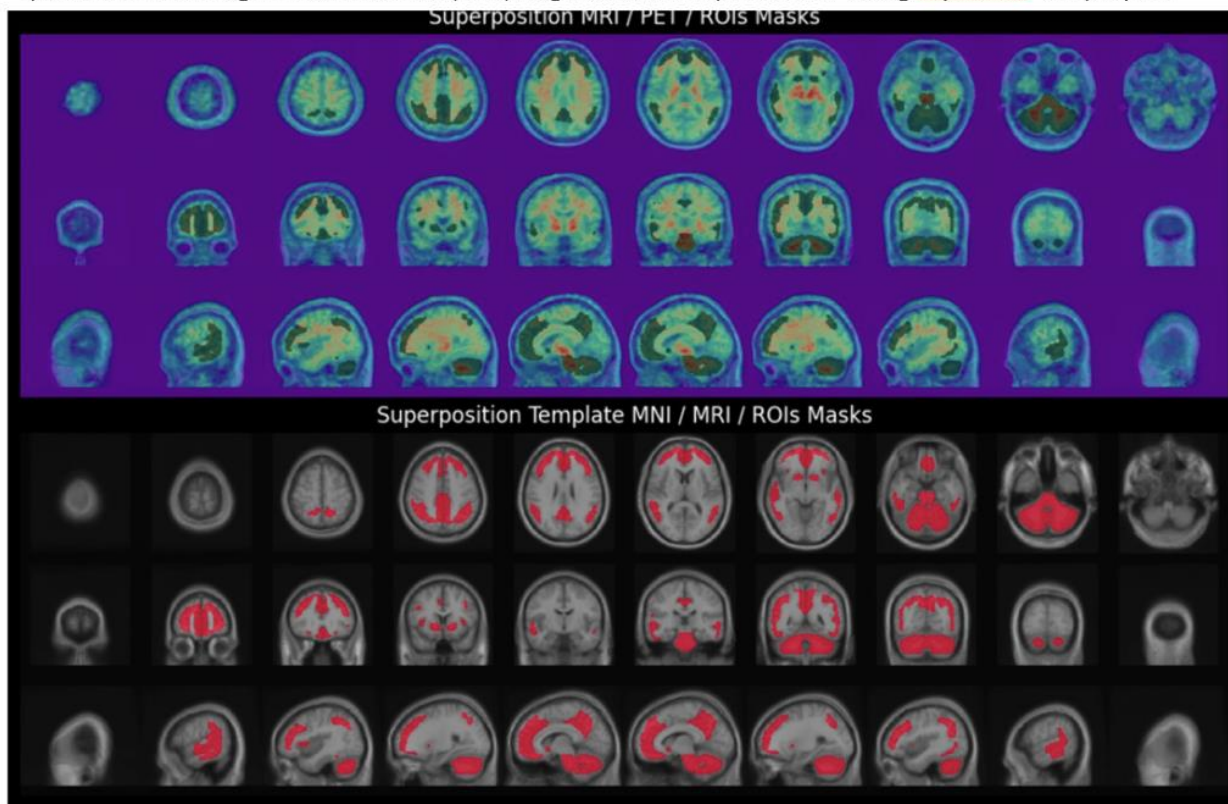 Superposition MRI / PET / ROIs Masks
Superposition Template MNI / MRI / ROIs Masks